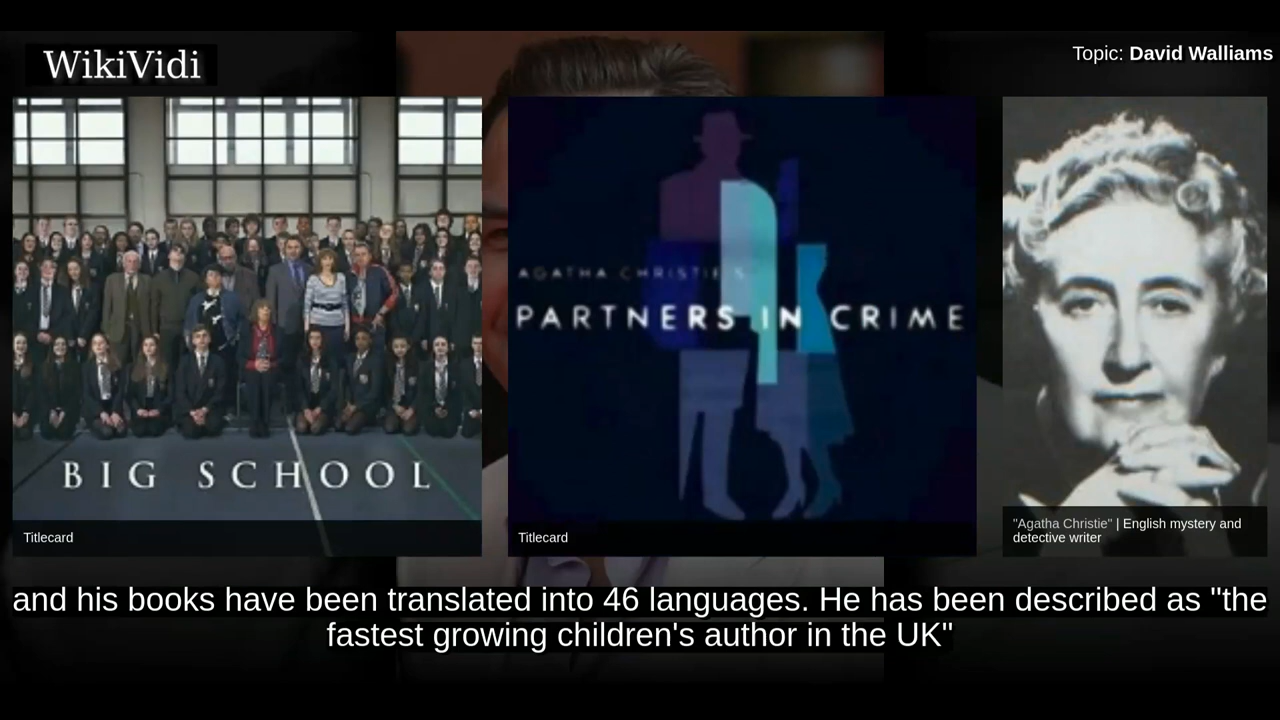 WikiVidi
Topic: David Walliams
BIG SCHOOL
Titlecard
AGATHA CHRISTIE'S
PARTNERS IN CRIME
Titlecard
"Agatha Christie" | English mystery and
detective writer
and his books have been translated into 46 languages. He has been described as "the
fastest growing children's author in the UK"